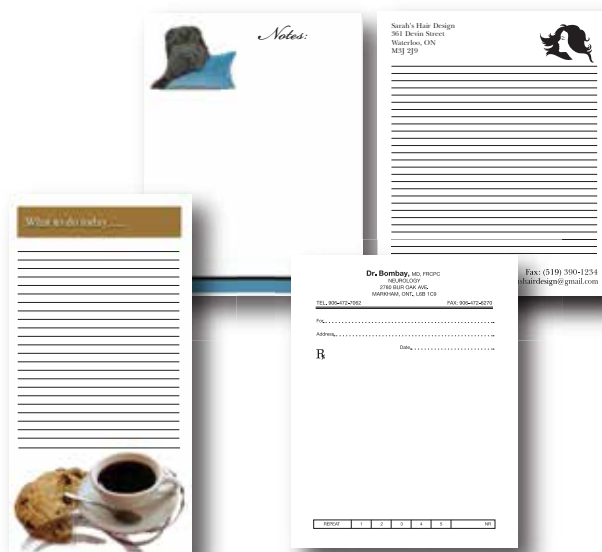 Notes:
Sarah's Hair Design
361 Devin Street
Waterloo, ON
M3J 2J9
Fax: (519) 390-1234
hairdesign@gmail.com
What to do today......
Dr. Bombay, MD, FRCPC
NEUROLOGY
2780 BUR OAK AVE.
MARKHAM, ONT., L6B 1C9
TEL. 905-472-7082 FAX: 905-472-6270
For
Address
Date
Rx
REPEAT 1 2 3 4 5 NR